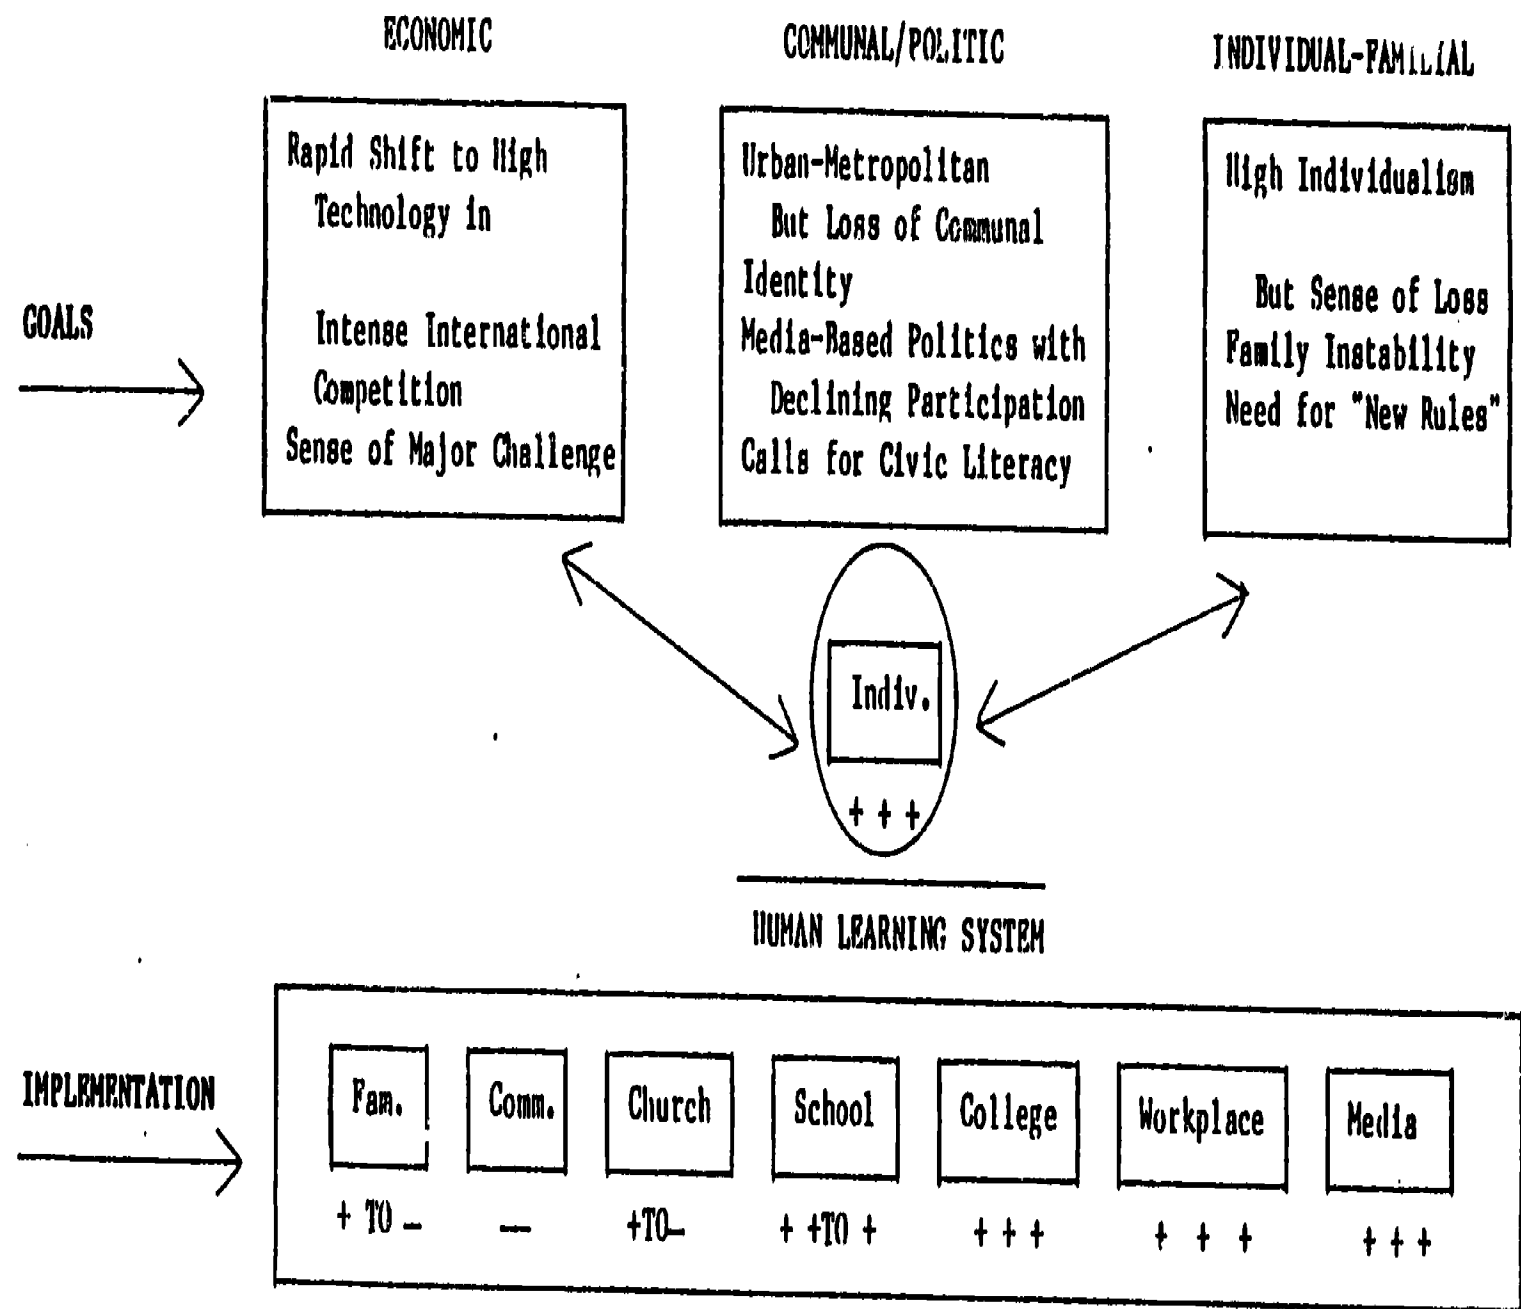 ECONOMIC
COMMUNAL/POLITIC
INDIVIDUAL-FAMILIAL
GOALS
Rapid Shift to High
Technology in
Intense International
Competition
Sense of Major Challenge
Urban-Metropolitan
But Loss of Communal
Identity
Media-Based Politics with
Declining Participation
Calls for Civic Literacy
High Individualism
But Sense of Loss
Family Instability
Need for "New Rules"
Indiv.
+ + +
HUMAN LEARNING SYSTEM
IMPLEMENTATION
Fam.
Comm.
Church
School
College
Workplace
Media
+ TO –
—
+TO–
+ +TO +
+ + +
+ + +
+ + +